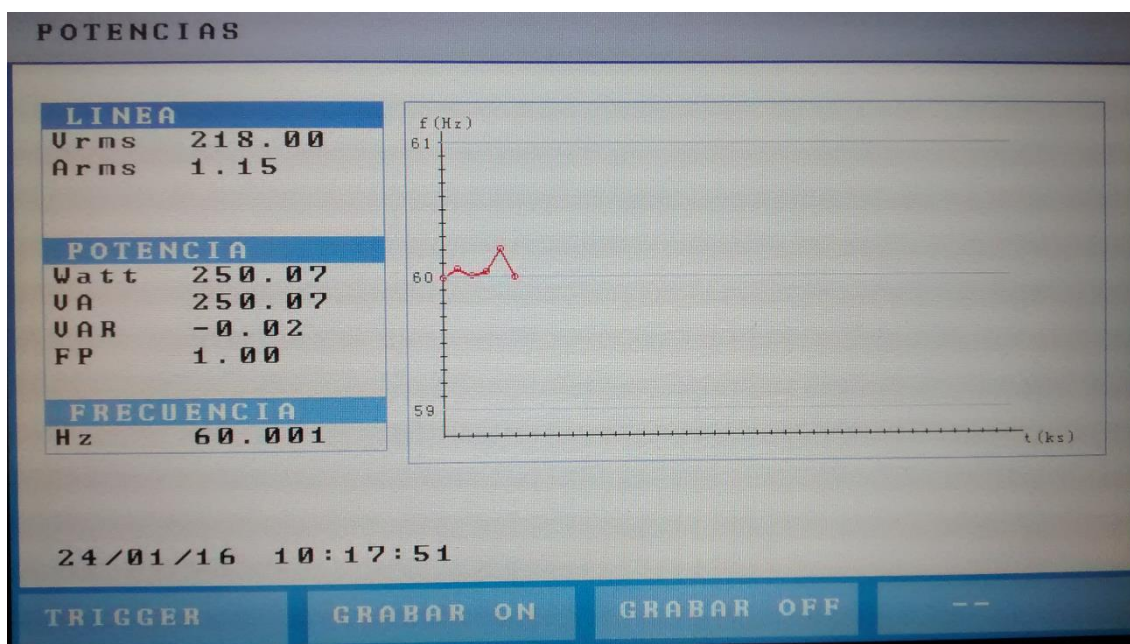 POTENCIAS
LINEA
Vrms 218.00
Arms 1.15
POTENCIA
Watt 250.07
VA 250.07
VAR -0.02
FP 1.00
FRECUENCIA
Hz 60.001
f(Hz)
61
60
59
t(ks)
24/01/16 10:17:51
TRIGGER GRABAR ON GRABAR OFF --